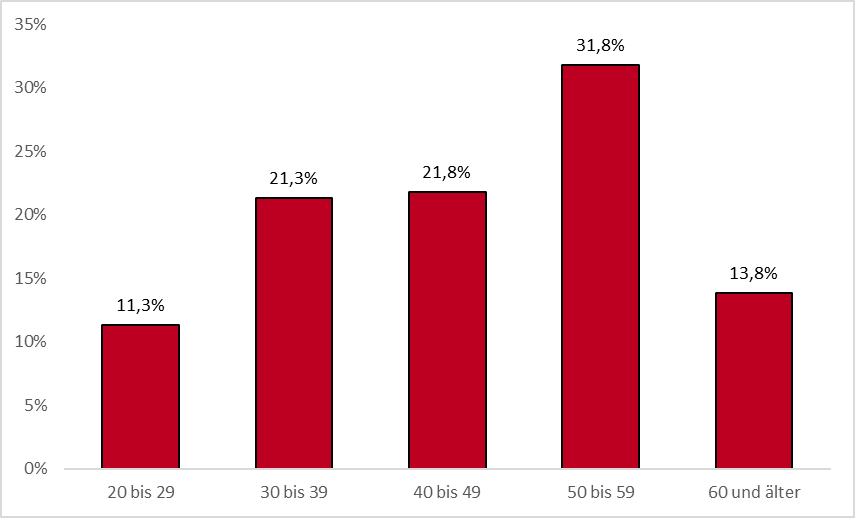 35%
31,8%
30%
25%
21,3%
21,8%
20%
15%
13,8%
11,3%
10%
5%
0%
20 bis 29
30 bis 39
40 bis 49
50 bis 59
60 und älter